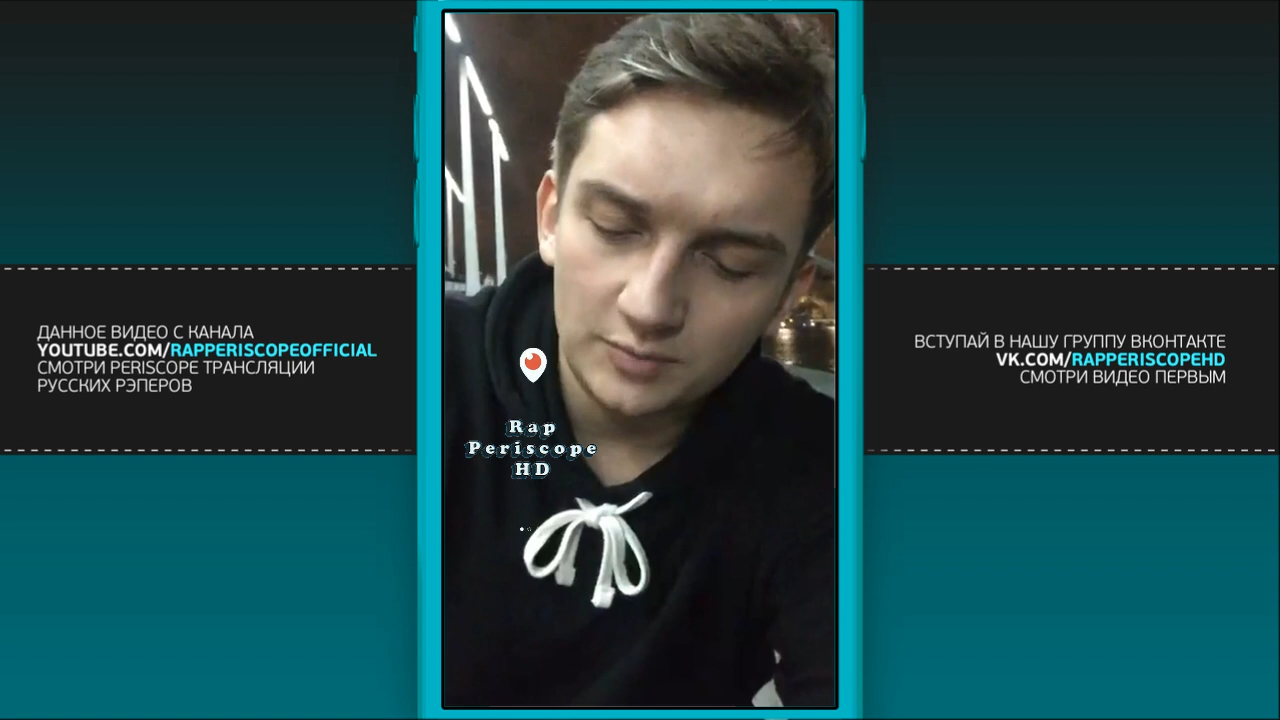 ДАННОЕ ВИДЕО С КАНАЛА
YOUTUBE.COM/RAPPERISCOPEOFFICIAL
СМОТРИ PERISCOPE ТРАНСЛЯЦИИ
РУССКИХ РЭПЕРОВ
Rap
Periscope
HD
ВСТУПАЙ В НАШУ ГРУППУ ВКОНТАКТЕ
VK.COM/RAPPERISCOPEHD
СМОТРИ ВИДЕО ПЕРВЫМ